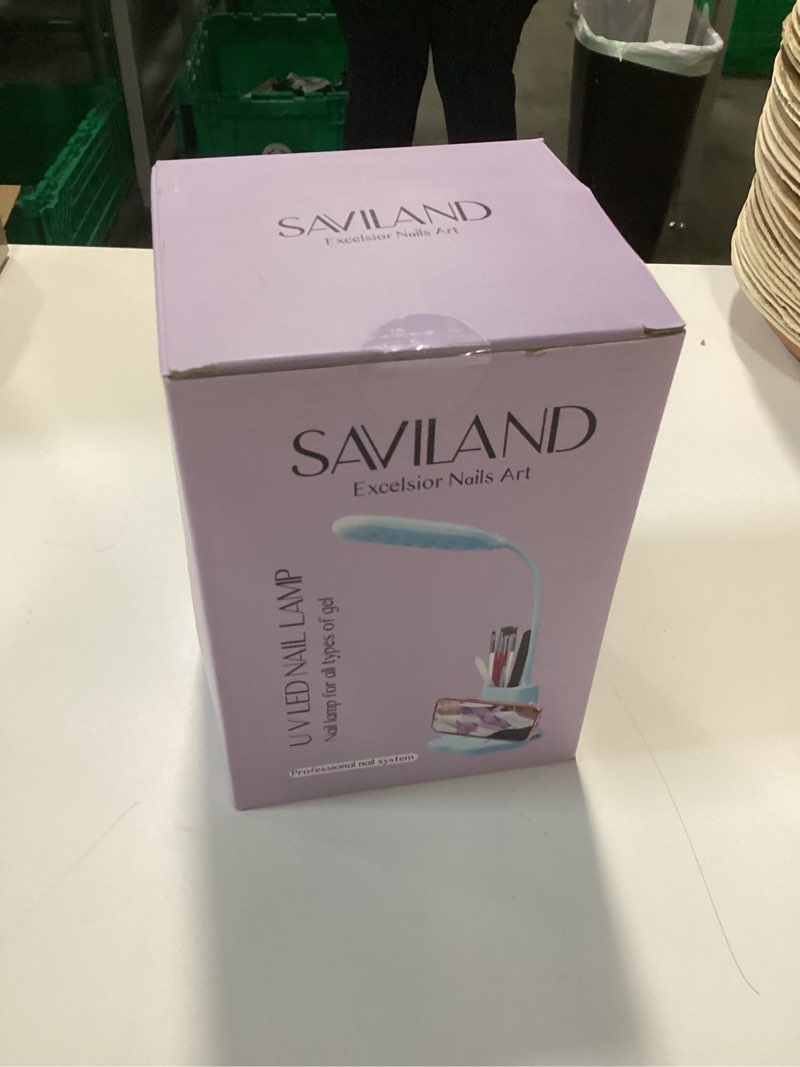 SAVILAND
Excelsior Nails Art
SAVILAND
Excelsior Nails Art
UV LED NAIL LAMP
Nail lamp for all types of gel
Professional nail system